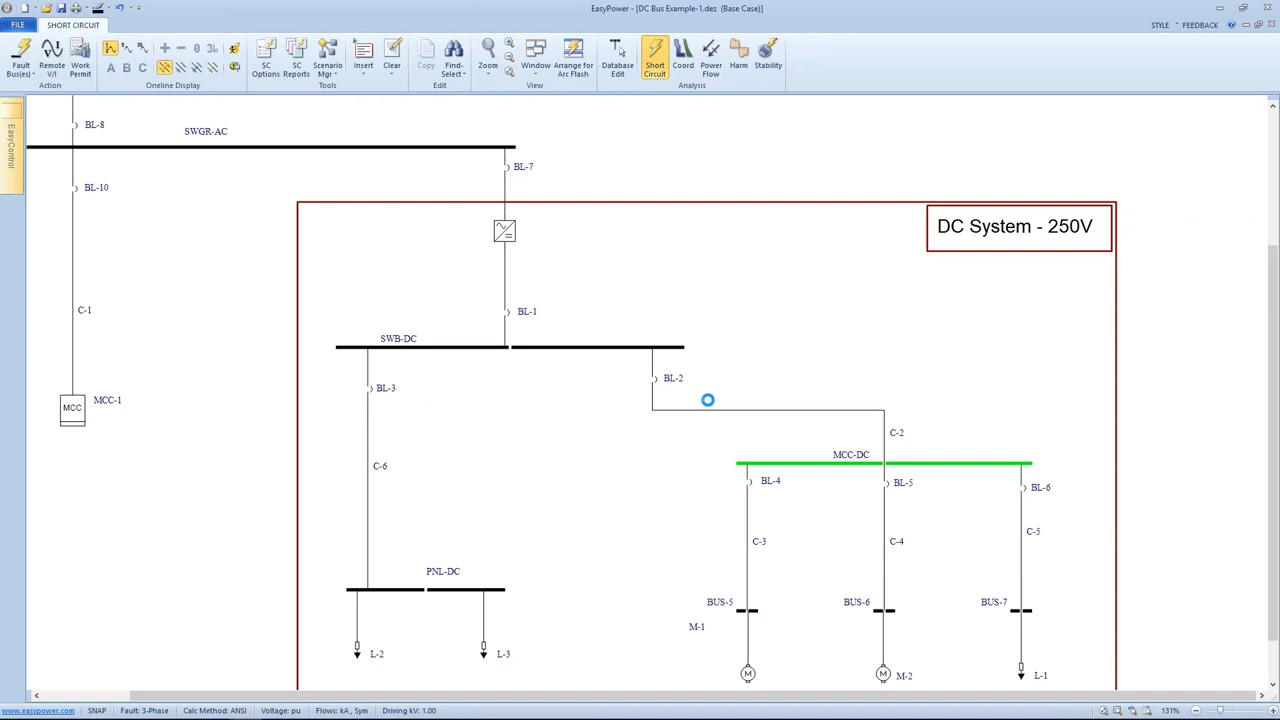 EasyPower - [DC Bus Example-1.dez (Base Case)]
FILE
SHORT CIRCUIT
STYLE
FEEDBACK
Fault Bus(es)
Remote V/I
Work Permit
A
B
C
0
3I0
SC Options
SC Reports
Scenario Mgr
Insert
Clear
Copy
Find-Select
Zoom
Window
Arrange for Arc Flash
Database Edit
Short Circuit
Coord
Power Flow
Harm
Stability
Action
Oneline Display
Tools
Edit
View
Analysis
EasyControl
BL-8
SWGR-AC
BL-7
BL-10
DC System - 250V
C-1
BL-1
SWB-DC
BL-3
BL-2
MCC
MCC-1
C-2
MCC-DC
C-6
BL-4
BL-5
BL-6
C-3
C-4
C-5
PNL-DC
BUS-5
BUS-6
BUS-7
M-1
L-2
L-3
M
M
M-2
L-1
www.easypower.com
SNAP
Fault: 3-Phase
Calc Method: ANSI
Voltage: pu
Flows: kA , Sym
Driving kV: 1.00
131%